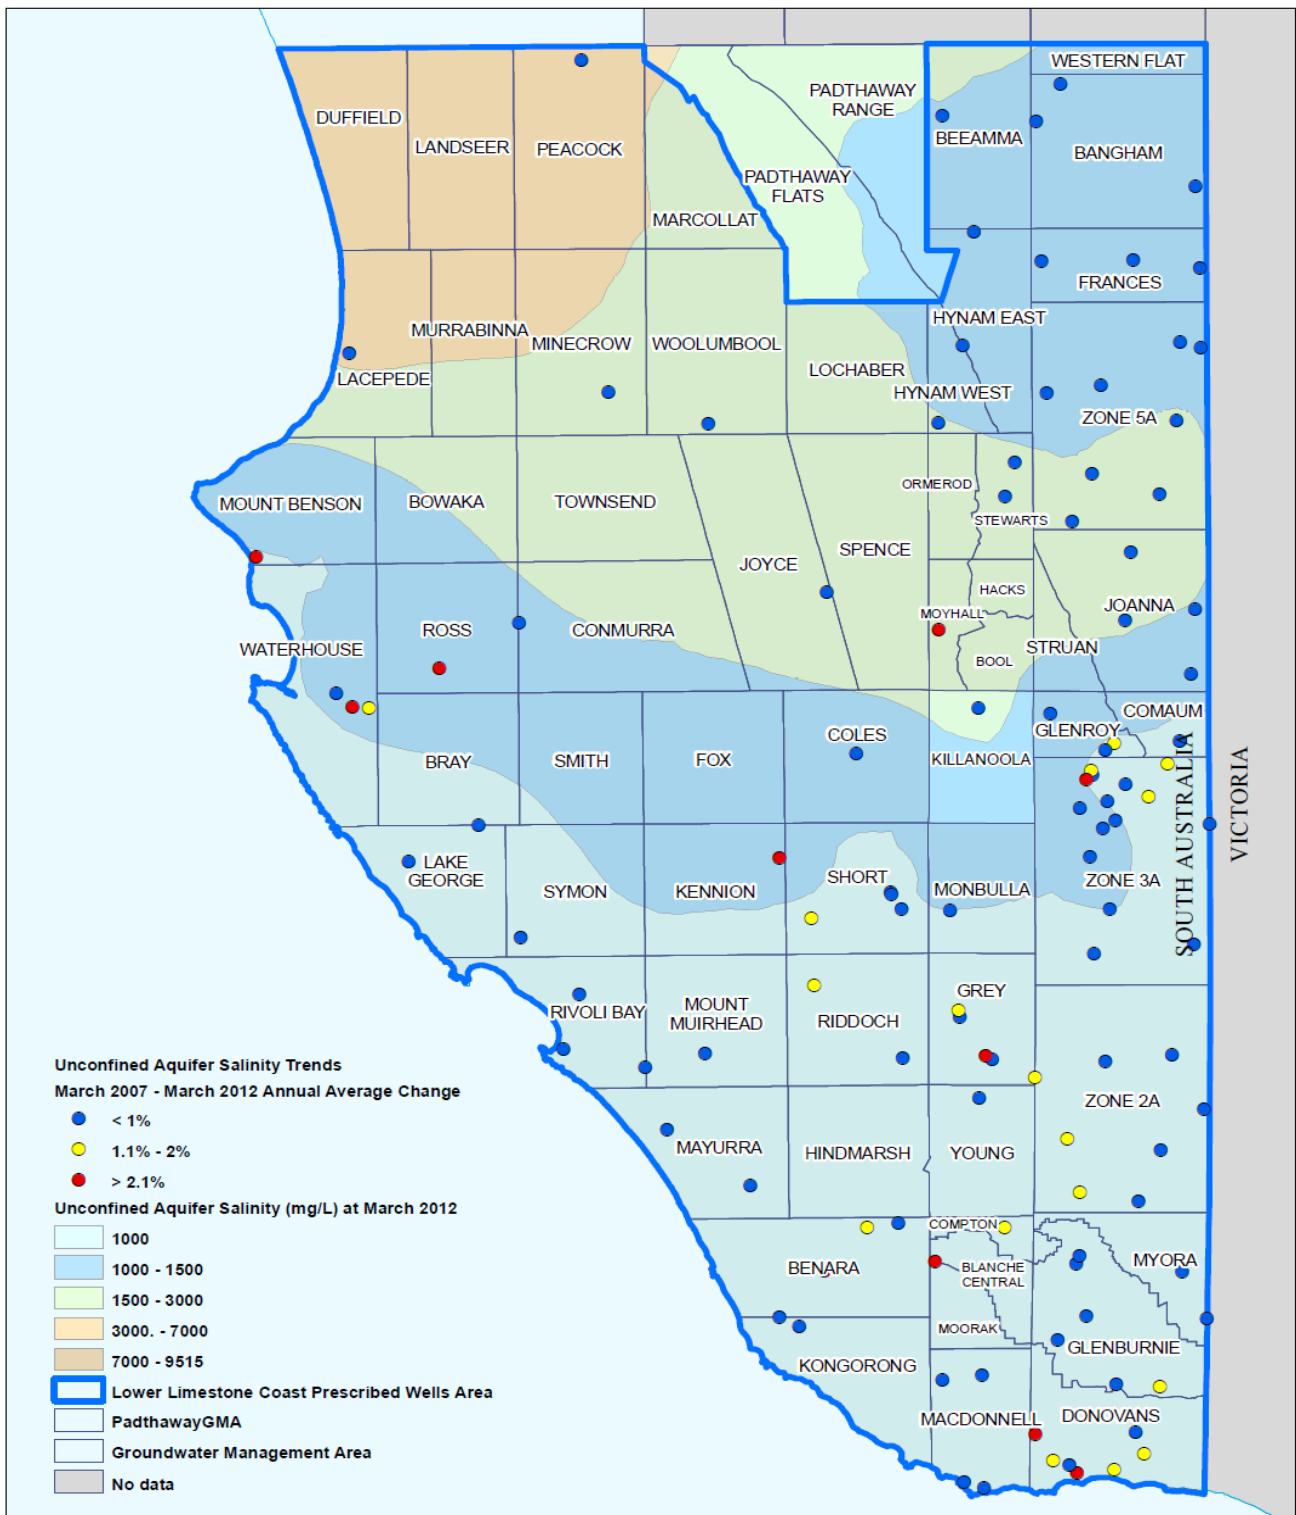 WESTERN FLAT
PADTHAWAY
RANGE
DUFFIELD
LANDSEER
PEACOCK
BEEAMMA
BANGHAM
PADTHAWAY
FLATS
MARCOLLAT
FRANCES
HYNAM EAST
MURRABINNA
MINECROW
WOOLUMBOOL
LACEPEDE
LOCHABER
HYNAM WEST
ZONE 5A
MOUNT BENSON
BOWAKA
TOWNSEND
ORMEROD
STEWARTS
SPENCE
JOYCE
HACKS
MOYHALL
JOANNA
WATERHOUSE
ROSS
CONMURRA
BOOL
STRUAN
COMAUM
GLENROY
COLES
KILLANOOLA
BRAY
SMITH
FOX
SOUTH AUSTRALIA
VICTORIA
LAKE
GEORGE
SYMON
KENNION
SHORT
MONBULLA
ZONE 3A
RIVOLI BAY
MOUNT
MUIRHEAD
RIDDOCH
GREY
ZONE 2A
MAYURRA
HINDMARSH
YOUNG
COMPTON
BENARA
BLANCHE
CENTRAL
MYORA
MOORAK
GLENBURNIE
KONGORONG
MACDONNELL
DONOVANS
Unconfined Aquifer Salinity Trends
March 2007 - March 2012 Annual Average Change
< 1%
1.1% - 2%
> 2.1%
Unconfined Aquifer Salinity (mg/L) at March 2012
1000
1000 - 1500
1500 - 3000
3000. - 7000
7000 - 9515
Lower Limestone Coast Prescribed Wells Area
PadthawayGMA
Groundwater Management Area
No data